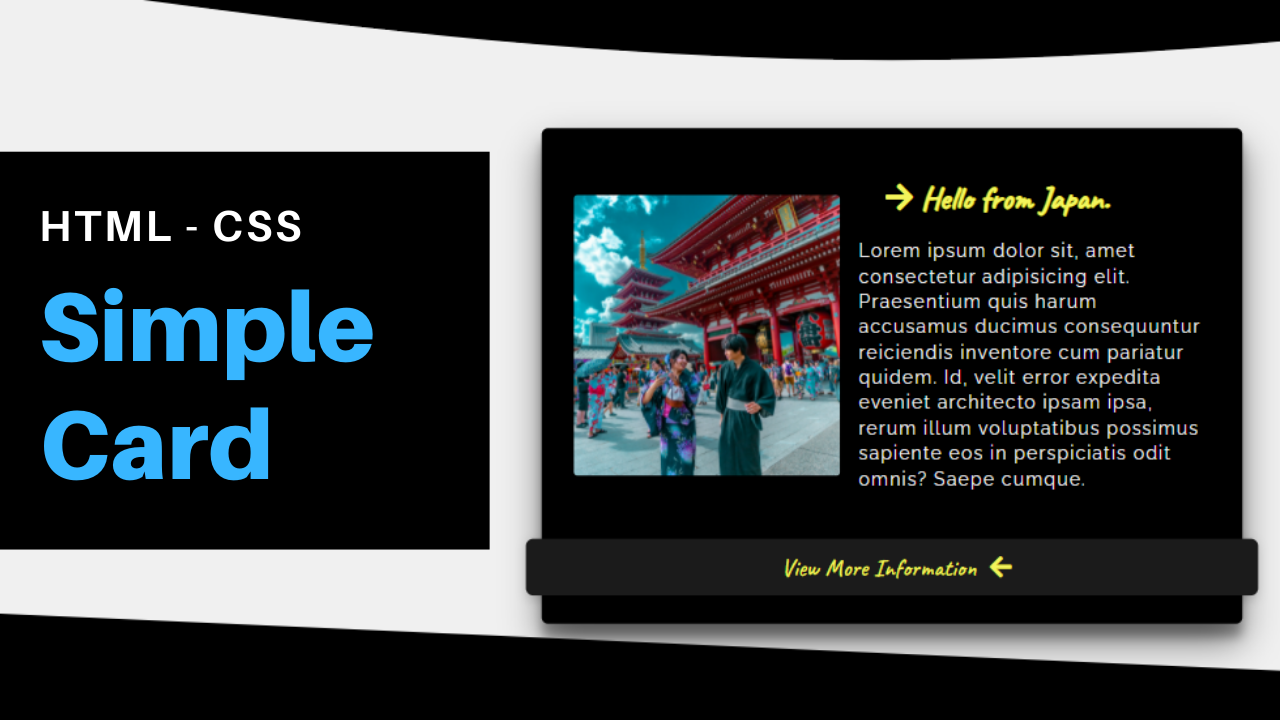 HTML - CSS
Simple
Card
Hello from Japan.
Lorem ipsum dolor sit, amet
consectetur adipisicing elit.
Praesentium quis harum
accusamus ducimus consequuntur
reiciendis inventore cum pariatur
quidem. Id, velit error expedita
eveniet architecto ipsam ipsa,
rerum illum voluptatibus possimus
sapiente eos in perspiciatis odit
omnis? Saepe cumque.
View More Information